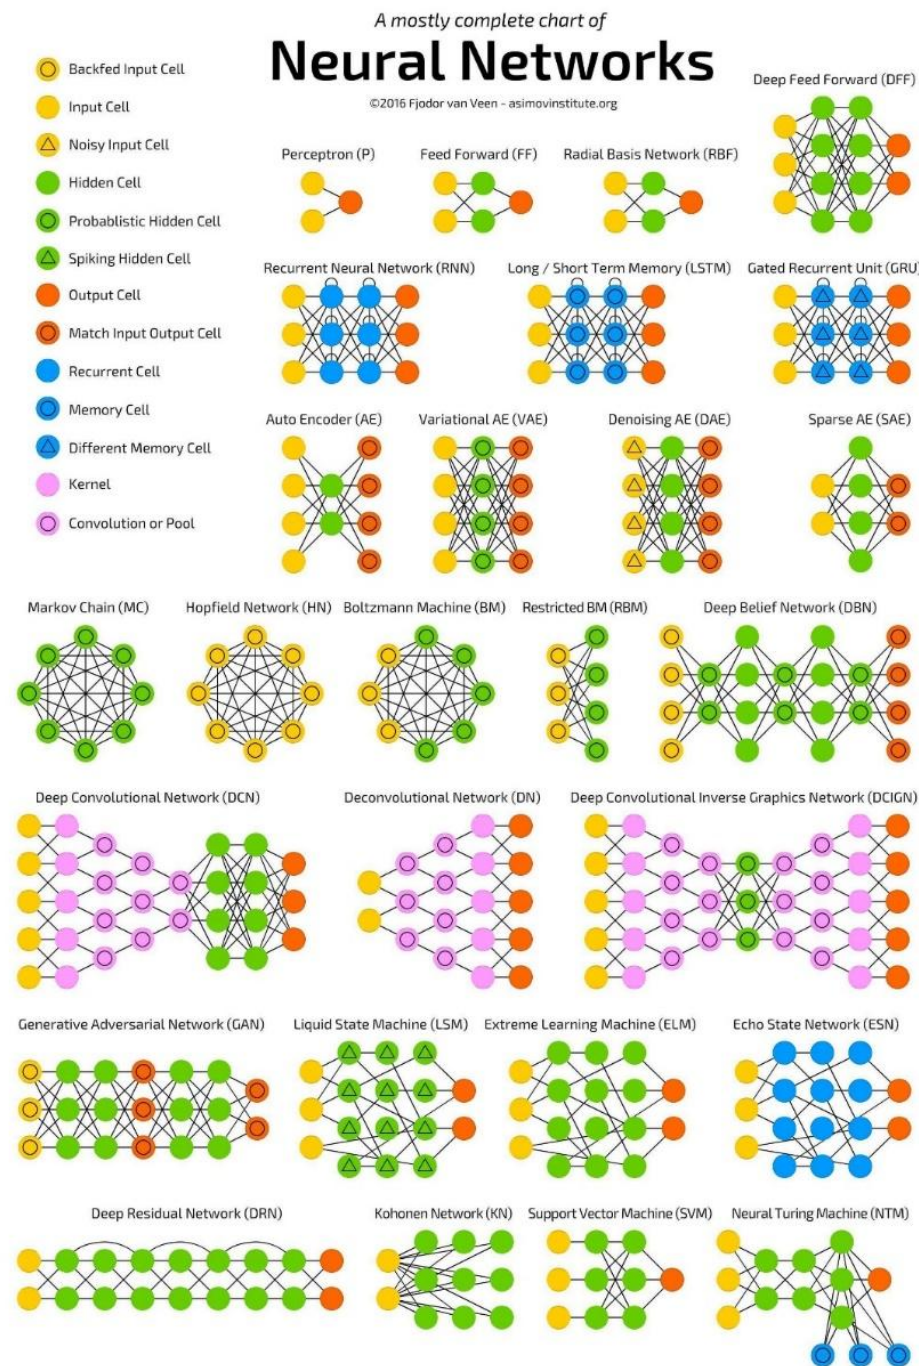 A mostly complete chart of
Neural Networks
©2016 Fjodor van Veen - asimovinstitute.org
Backfed Input Cell
Input Cell
Noisy Input Cell
Hidden Cell
Probablistic Hidden Cell
Spiking Hidden Cell
Output Cell
Match Input Output Cell
Recurrent Cell
Memory Cell
Different Memory Cell
Kernel
Convolution or Pool
Deep Feed Forward (DFF)
Perceptron (P)
Feed Forward (FF)
Radial Basis Network (RBF)
Recurrent Neural Network (RNN)
Long / Short Term Memory (LSTM)
Gated Recurrent Unit (GRU)
Auto Encoder (AE)
Variational AE (VAE)
Denoising AE (DAE)
Sparse AE (SAE)
Markov Chain (MC)
Hopfield Network (HN)
Boltzmann Machine (BM)
Restricted BM (RBM)
Deep Belief Network (DBN)
Deep Convolutional Network (DCN)
Deconvolutional Network (DN)
Deep Convolutional Inverse Graphics Network (DCIGN)
Generative Adversarial Network (GAN)
Liquid State Machine (LSM)
Extreme Learning Machine (ELM)
Echo State Network (ESN)
Deep Residual Network (DRN)
Kohonen Network (KN)
Support Vector Machine (SVM)
Neural Turing Machine (NTM)